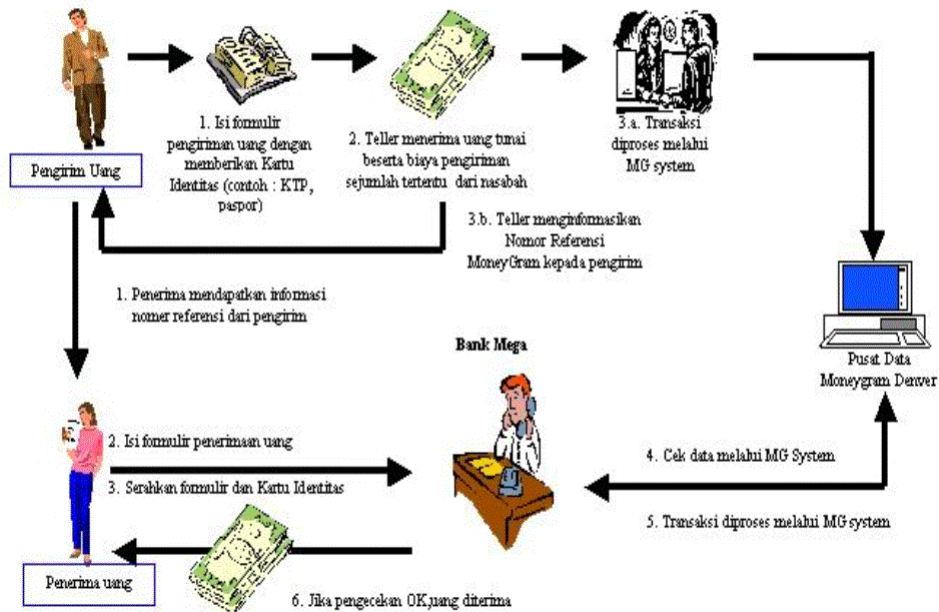 Pengirim Uang
1. Isi formulir
pengiriman uang dengan
memberikan Kartu
Identitas (contoh : KTP,
paspor)
2. Teller menerima uang tunai
beserta biaya pengiriman
sejumlah tertentu dari nasabah
3.a. Transaksi
diproses melalui
MG system
3.b. Teller menginformasikan
Nomor Referensi
MoneyGram kepada pengirim
1. Penerima mendapatkan informasi
nomer referensi dari pengirim
Bank Mega
Pusat Data
Moneygram Denver
2. Isi formulir penerimaan uang
3. Serahkan formulir dan Kartu Identitas
4. Cek data melalui MG System
5. Transaksi diproses melalui MG system
Penerima uang
6. Jika pengecekan OK,uang diterima